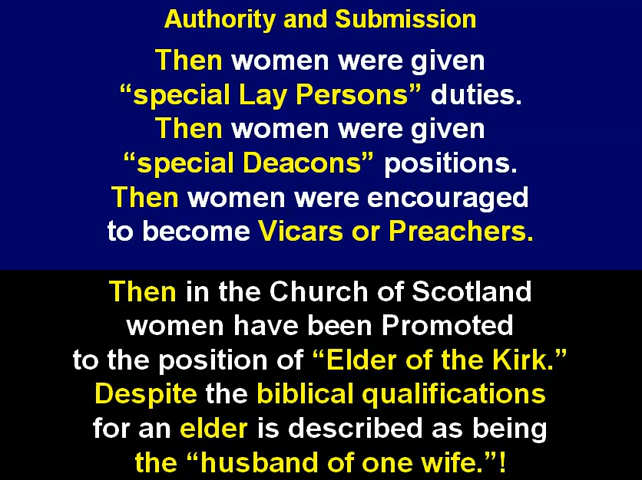 Authority and Submission
Then women were given
“special Lay Persons” duties.
Then women were given
“special Deacons” positions.
Then women were encouraged
to become Vicars or Preachers.
Then in the Church of Scotland
women have been Promoted
to the position of “Elder of the Kirk.”
Despite the biblical qualifications
for an elder is described as being
the “husband of one wife.”!